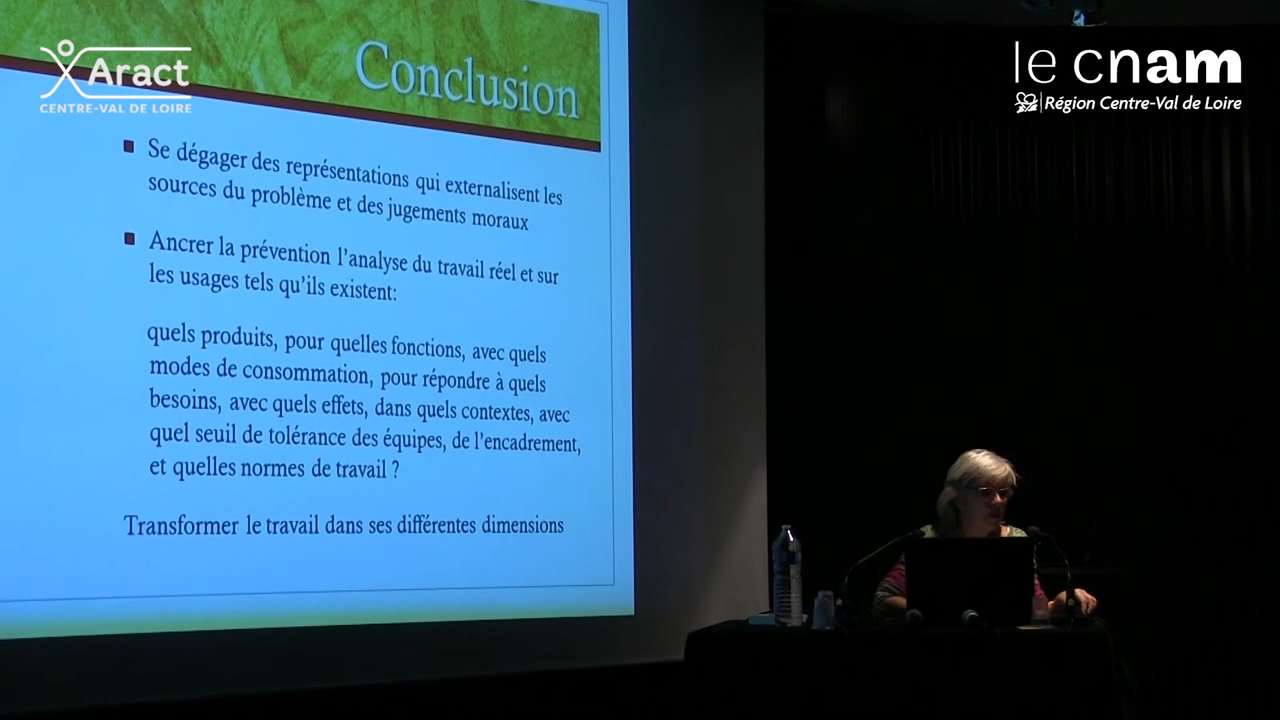 Aract
CENTRE-VAL DE LOIRE
le cnam
Région Centre-Val de Loire
Conclusion
Se dégager des représentations qui externalisent les
sources du problème et des jugements moraux
Ancrer la prévention l'analyse du travail réel et sur
les usages tels qu'ils existent:
quels produits, pour quelles fonctions, avec quels
modes de consommation, pour répondre à quels
besoins, avec quels effets, dans quels contextes, avec
quel seuil de tolérance des équipes, de l'encadrement,
et quelles normes de travail ?
Transformer le travail dans ses différentes dimensions